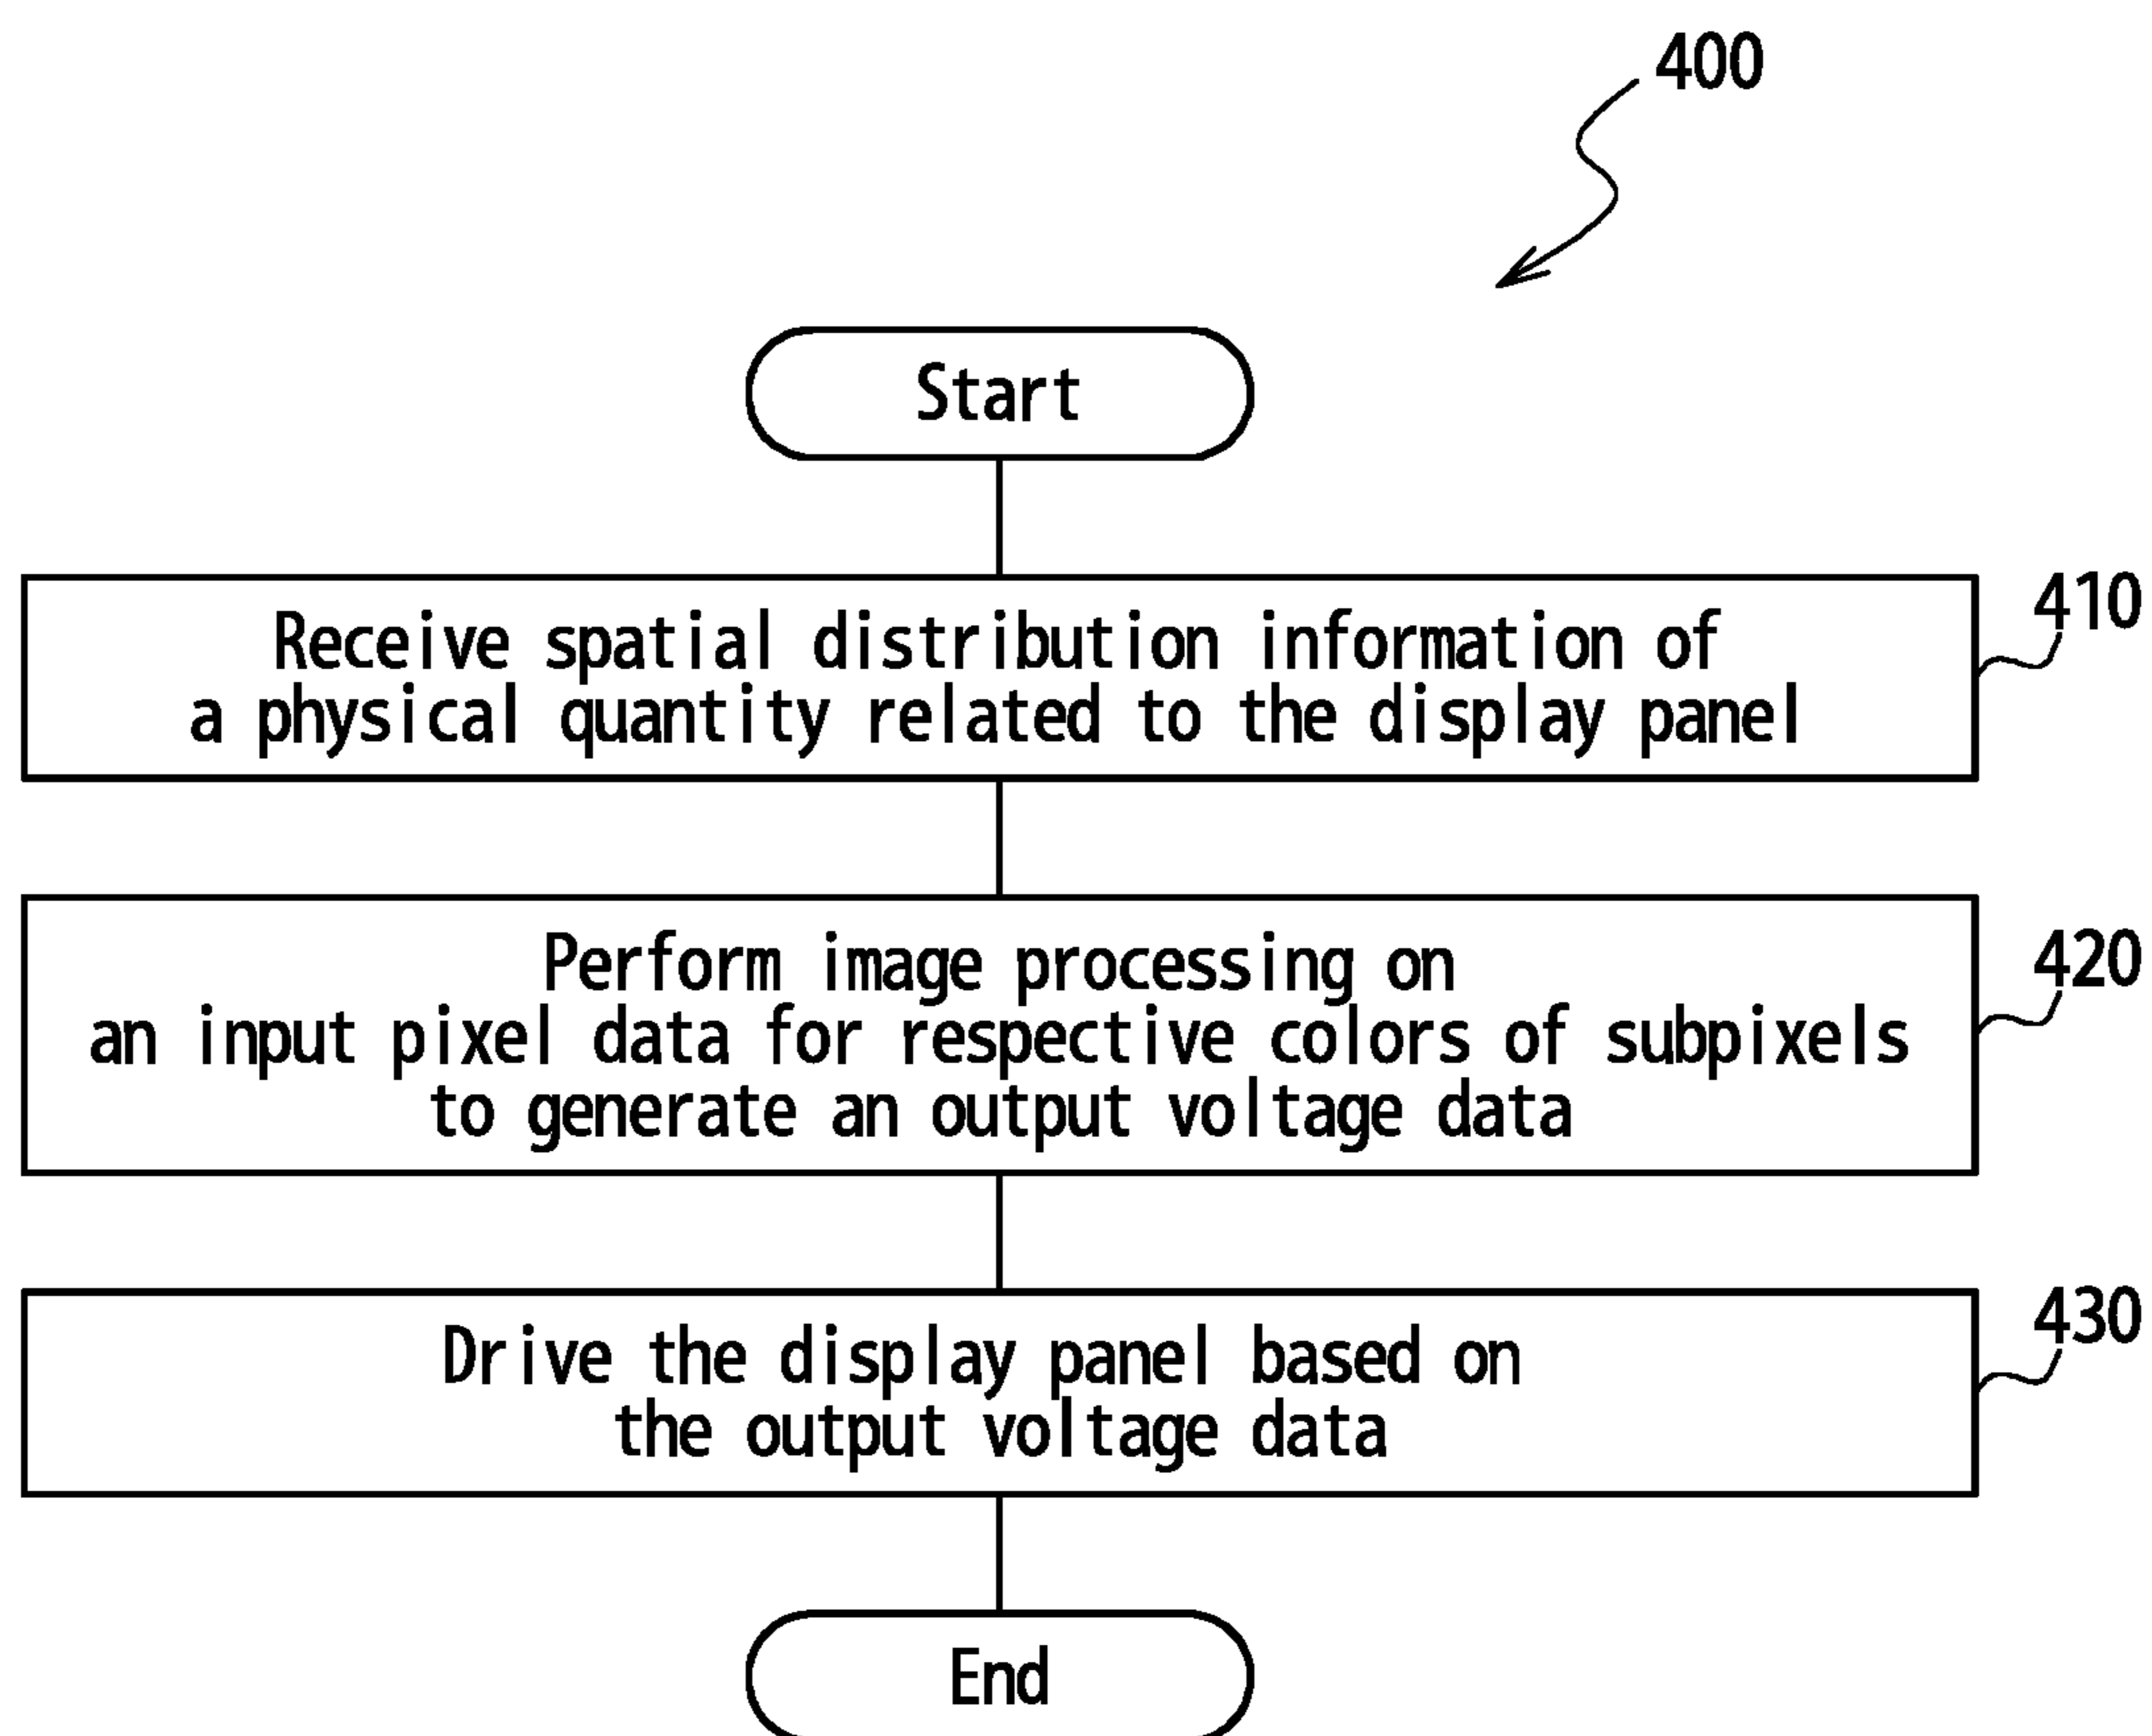 400
Start
410
Receive spatial distribution information of
a physical quantity related to the display panel
420
Perform image processing on
an input pixel data for respective colors of subpixels
to generate an output voltage data
430
Drive the display panel based on
the output voltage data
End